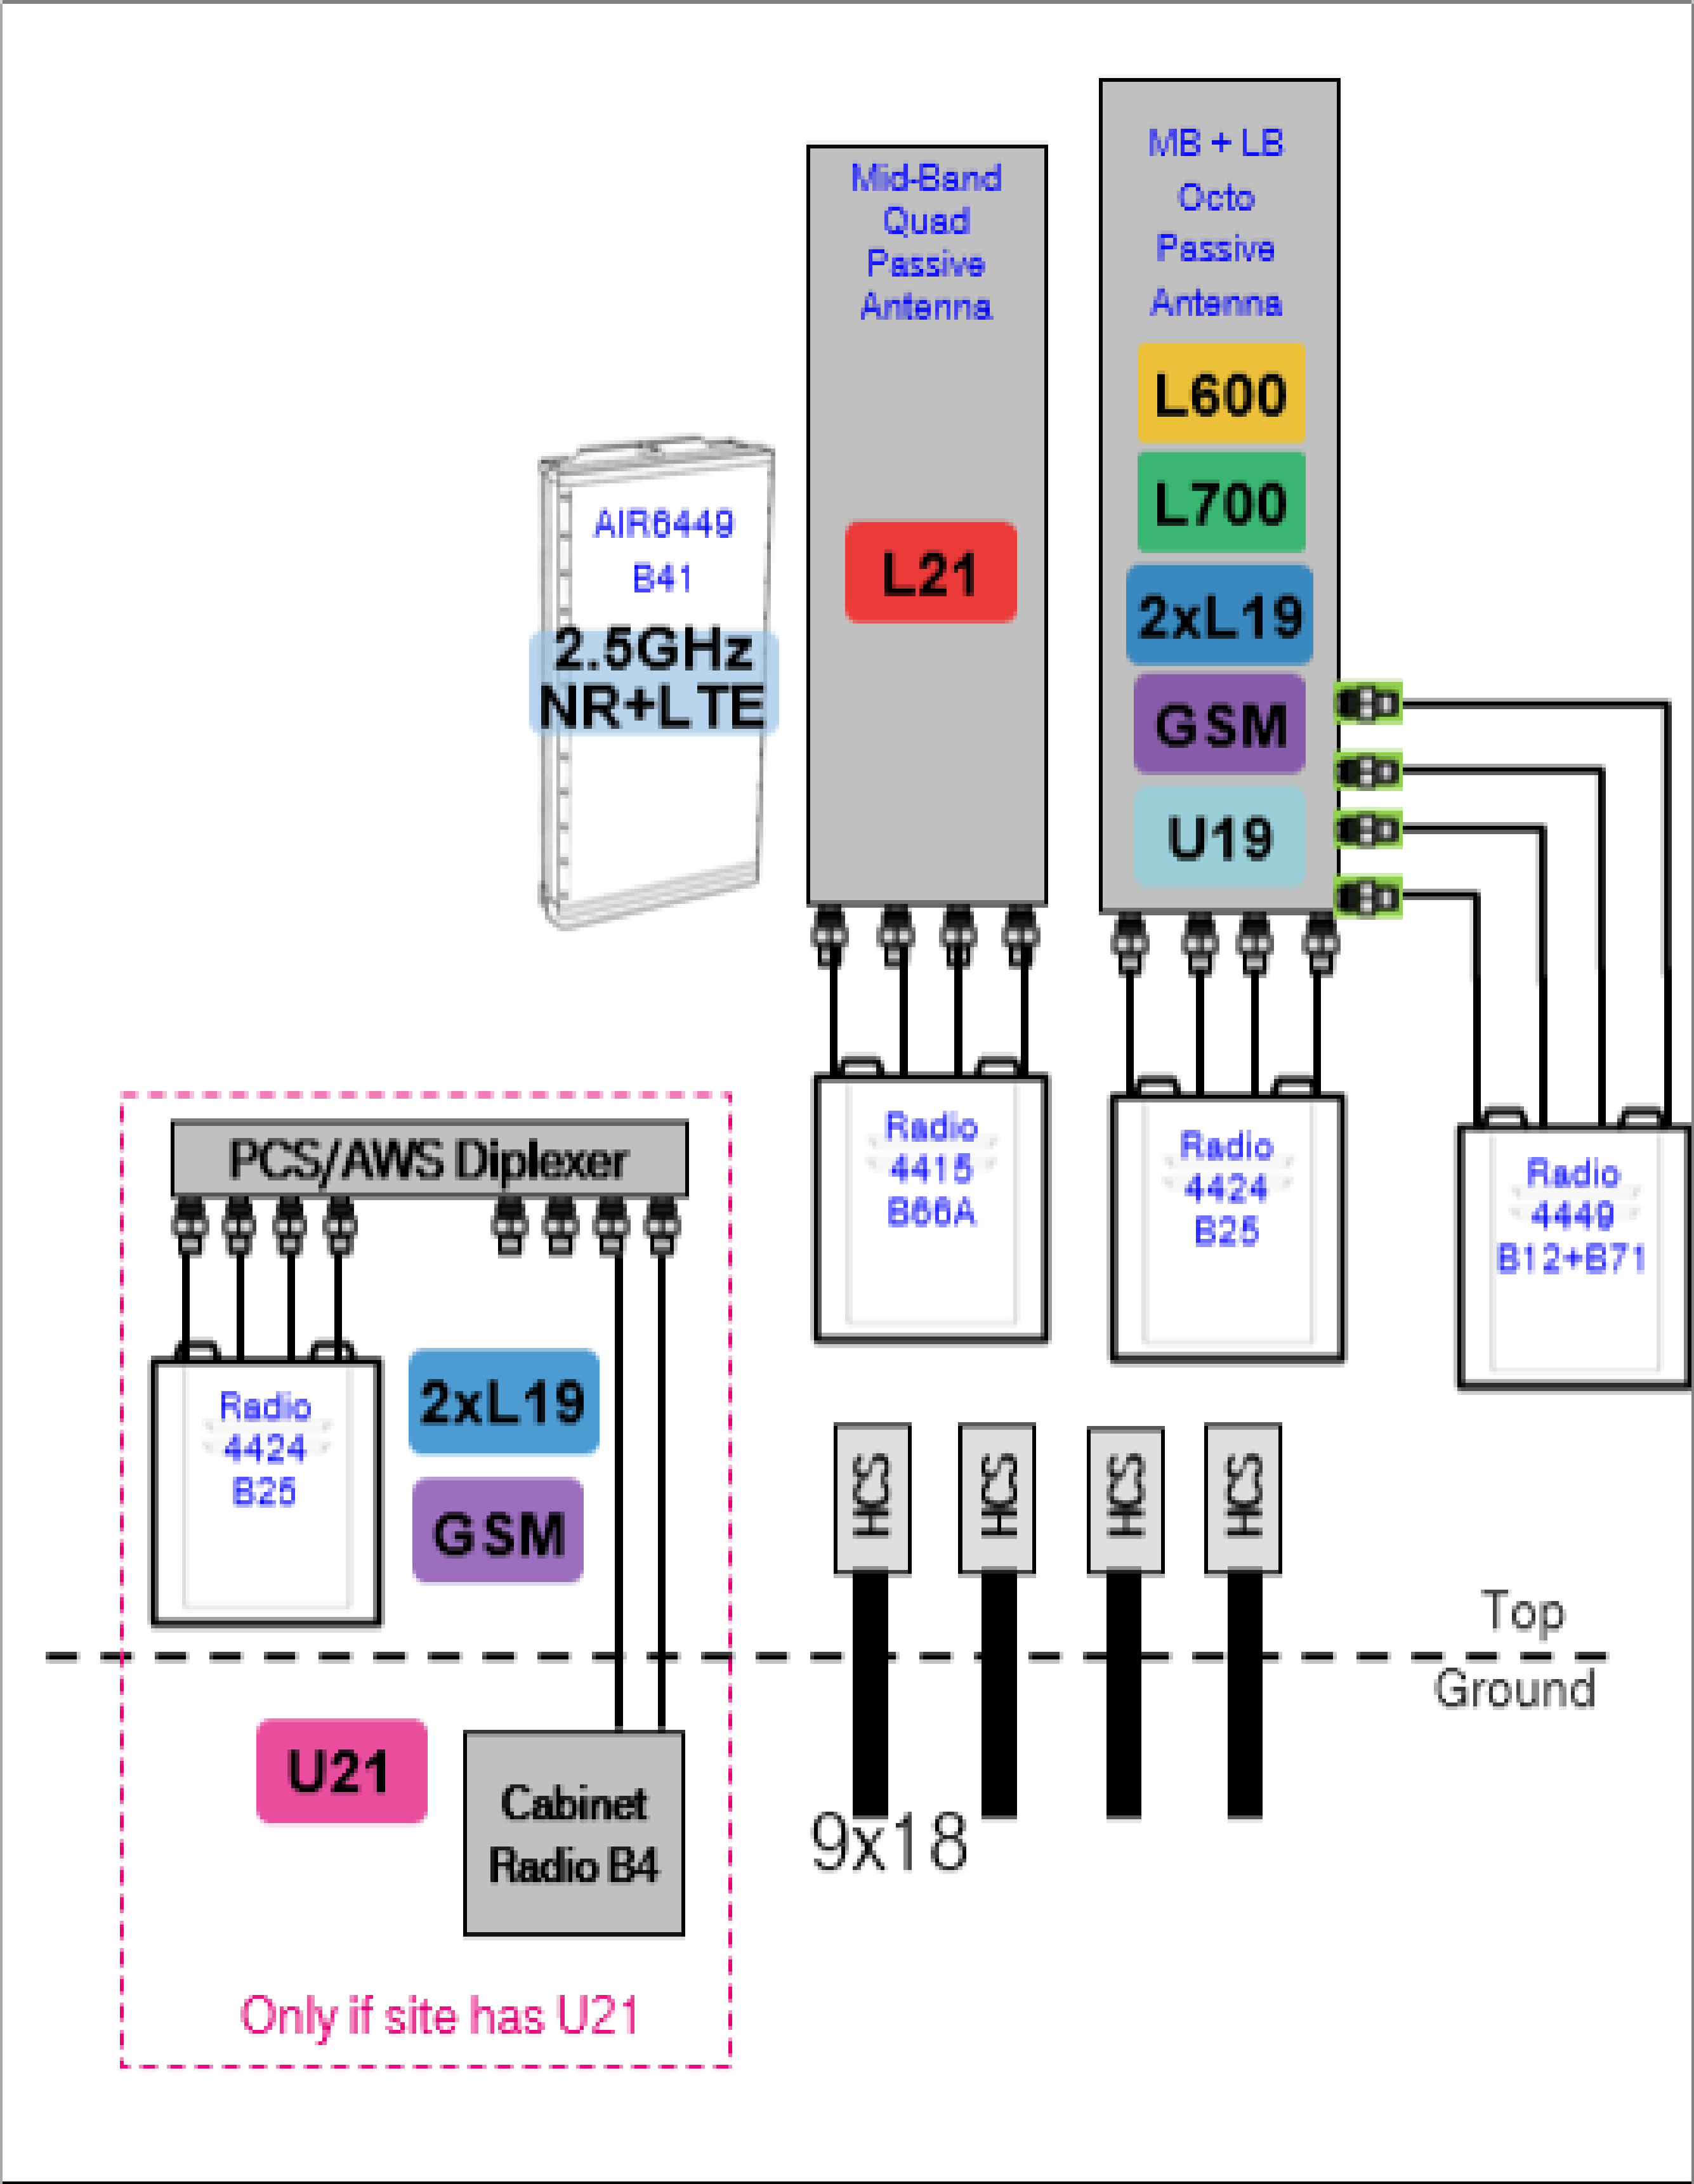 MB + LB
Octo
Passive
Antenna
L600
L700
2xL19
GSM
U19
Mid-Band
Quad
Passive
Antenna
L21
AIR6449
B41
2.5GHz
NR+LTE
Radio
4415
B66A
Radio
4424
B25
Radio
4449
B12+B71
PCS/AWS Diplexer
Radio
4424
B25
2xL19
GSM
HCS
HCS
HCS
HCS
Top
Ground
U21
Cabinet
Radio B4
9x18
Only if site has U21